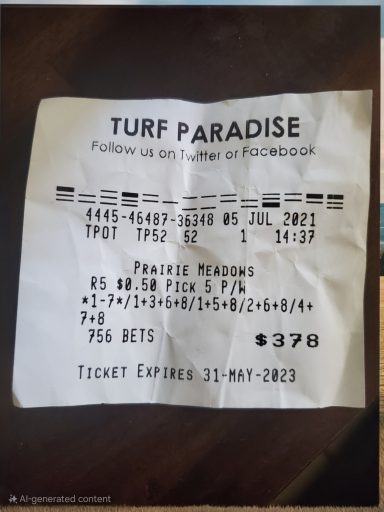 TURF PARADISE
Follow us on Twitter or Facebook
4445-46487-36348 05 JUL 2021
TPOT TP52 52 1 14:37
PRAIRIE MEADOWS
R5 $0.50 PICK 5 P/W
*1-7*/1+3+6+8/1+5+8/2+6+8/4+
7+8
756 BETS $378
TICKET EXPIRES 31-MAY-2023
AI-generated content